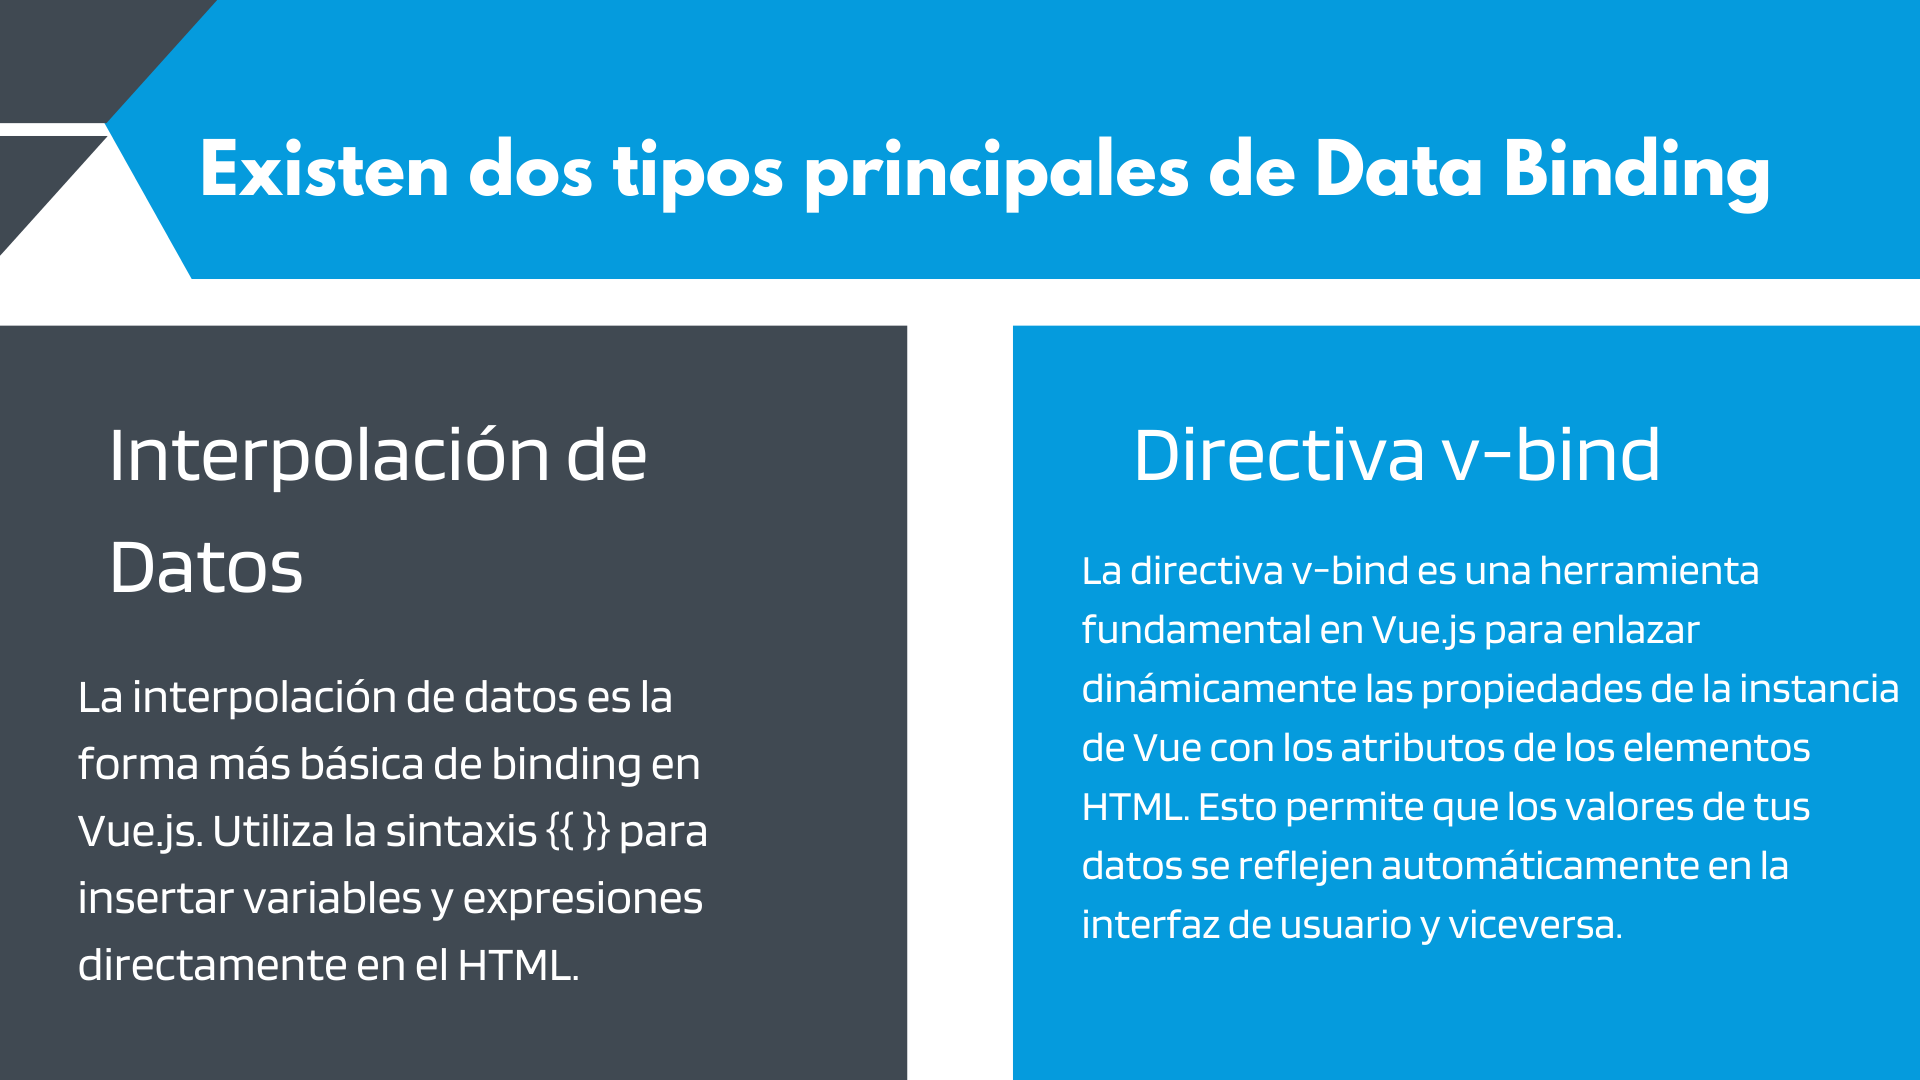 Existen dos tipos principales de Data Binding
Interpolación de
Datos
La interpolación de datos es la
forma más básica de binding en
Vue.js. Utiliza la sintaxis {{ }} para
insertar variables y expresiones
directamente en el HTML.
Directiva v-bind
La directiva v-bind es una herramienta
fundamental en Vue.js para enlazar
dinámicamente las propiedades de la instancia
de Vue con los atributos de los elementos
HTML. Esto permite que los valores de tus
datos se reflejen automáticamente en la
interfaz de usuario y viceversa.